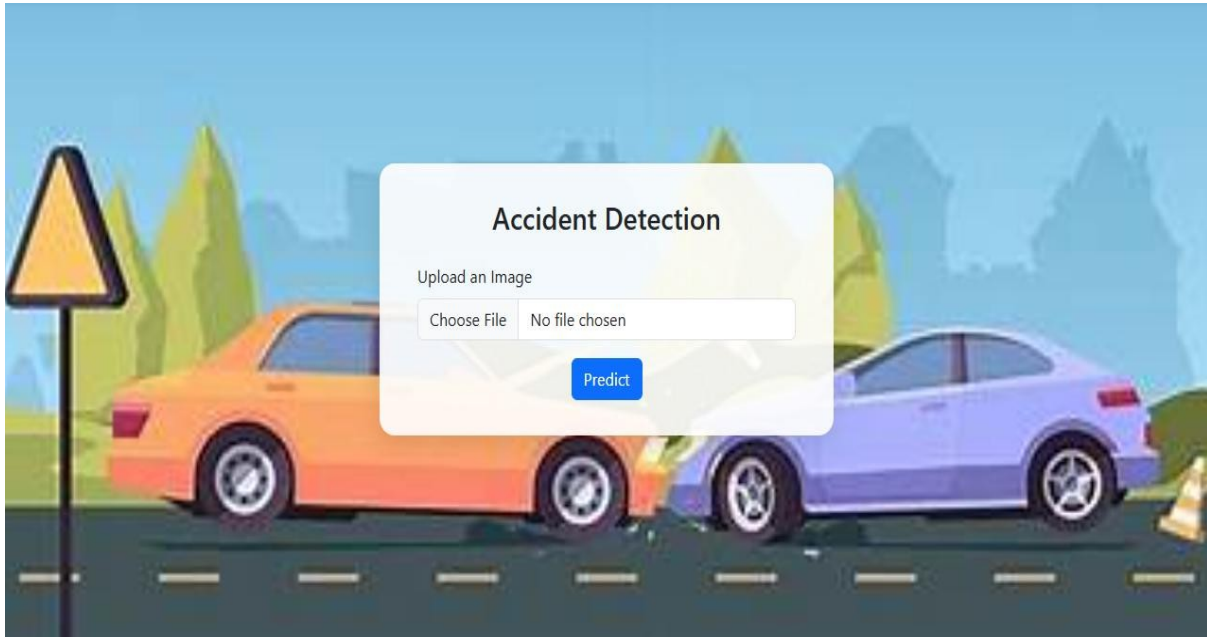 Accident Detection
Upload an Image
Choose File No file chosen
Predict